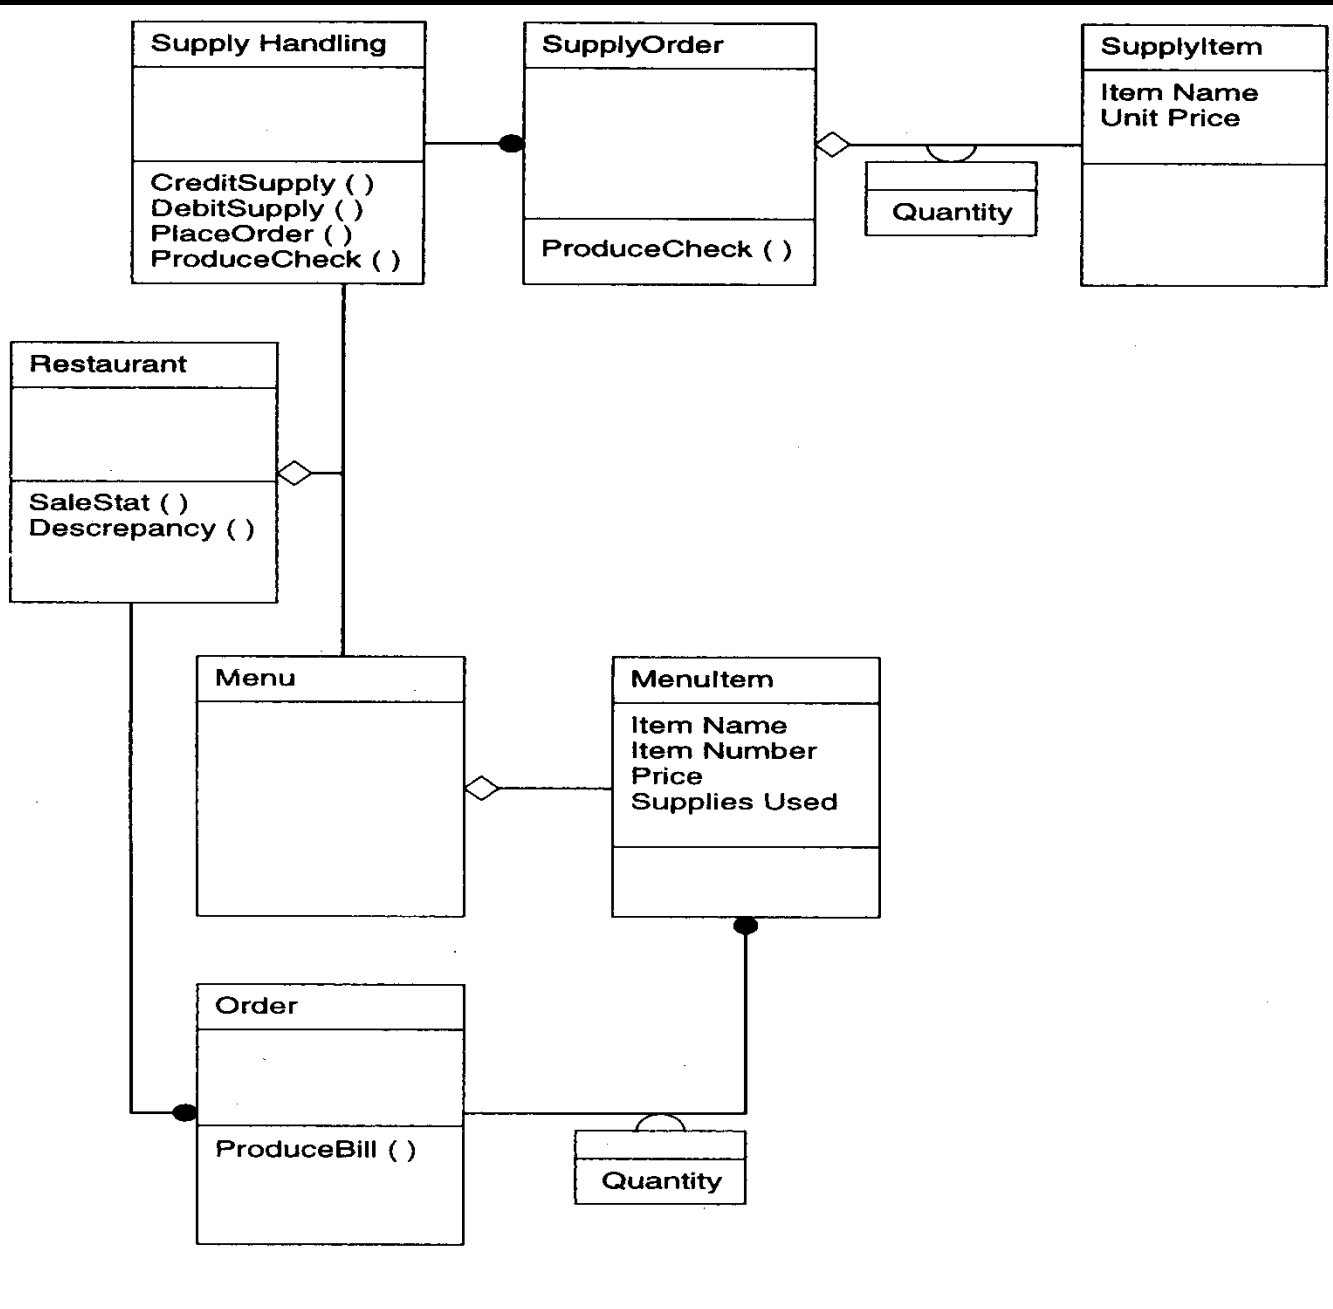 Supply Handling
CreditSupply ( )
DebitSupply ( )
PlaceOrder ( )
ProduceCheck ( )
SupplyOrder
ProduceCheck ( )
SupplyItem
Item Name
Unit Price
Quantity
Restaurant
SaleStat ( )
Descrepancy ( )
Menu
MenuItem
Item Name
Item Number
Price
Supplies Used
Order
ProduceBill ( )
Quantity